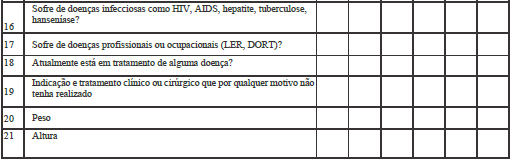 16 Sofre de doenças infecciosas como HIV, AIDS, hepatite, tuberculose,
hanseníase?
17 Sofre de doenças profissionais ou ocupacionais (LER, DORT)?
18 Atualmente está em tratamento de alguma doença?
19 Indicação e tratamento clínico ou cirúrgico que por qualquer motivo não
tenha realizado
20 Peso
21 Altura